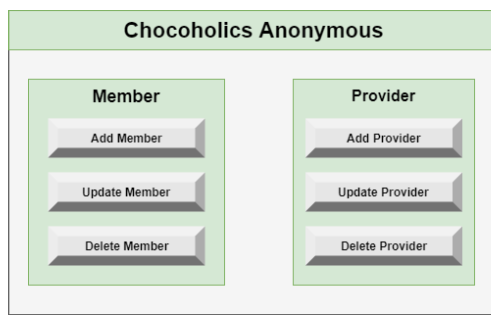 Chocoholics Anonymous
Member
Add Member
Update Member
Delete Member
Provider
Add Provider
Update Provider
Delete Provider